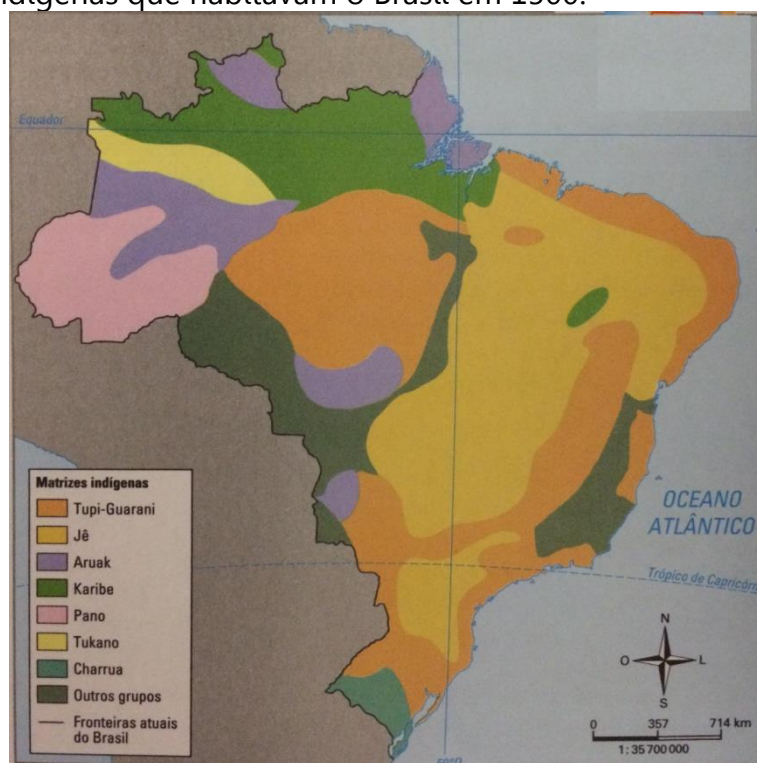 indígenas que habitavam o Brasil em 1500.
Equador
OCEANO
ATLÂNTICO
Trópico de Capricórn
Matrizes indígenas
Tupi-Guarani
Jê
Aruak
Karibe
Pano
Tukano
Charrua
Outros grupos
Fronteiras atuais
do Brasil
N
O
L
S
0 357 714 km
1: 35 700 000